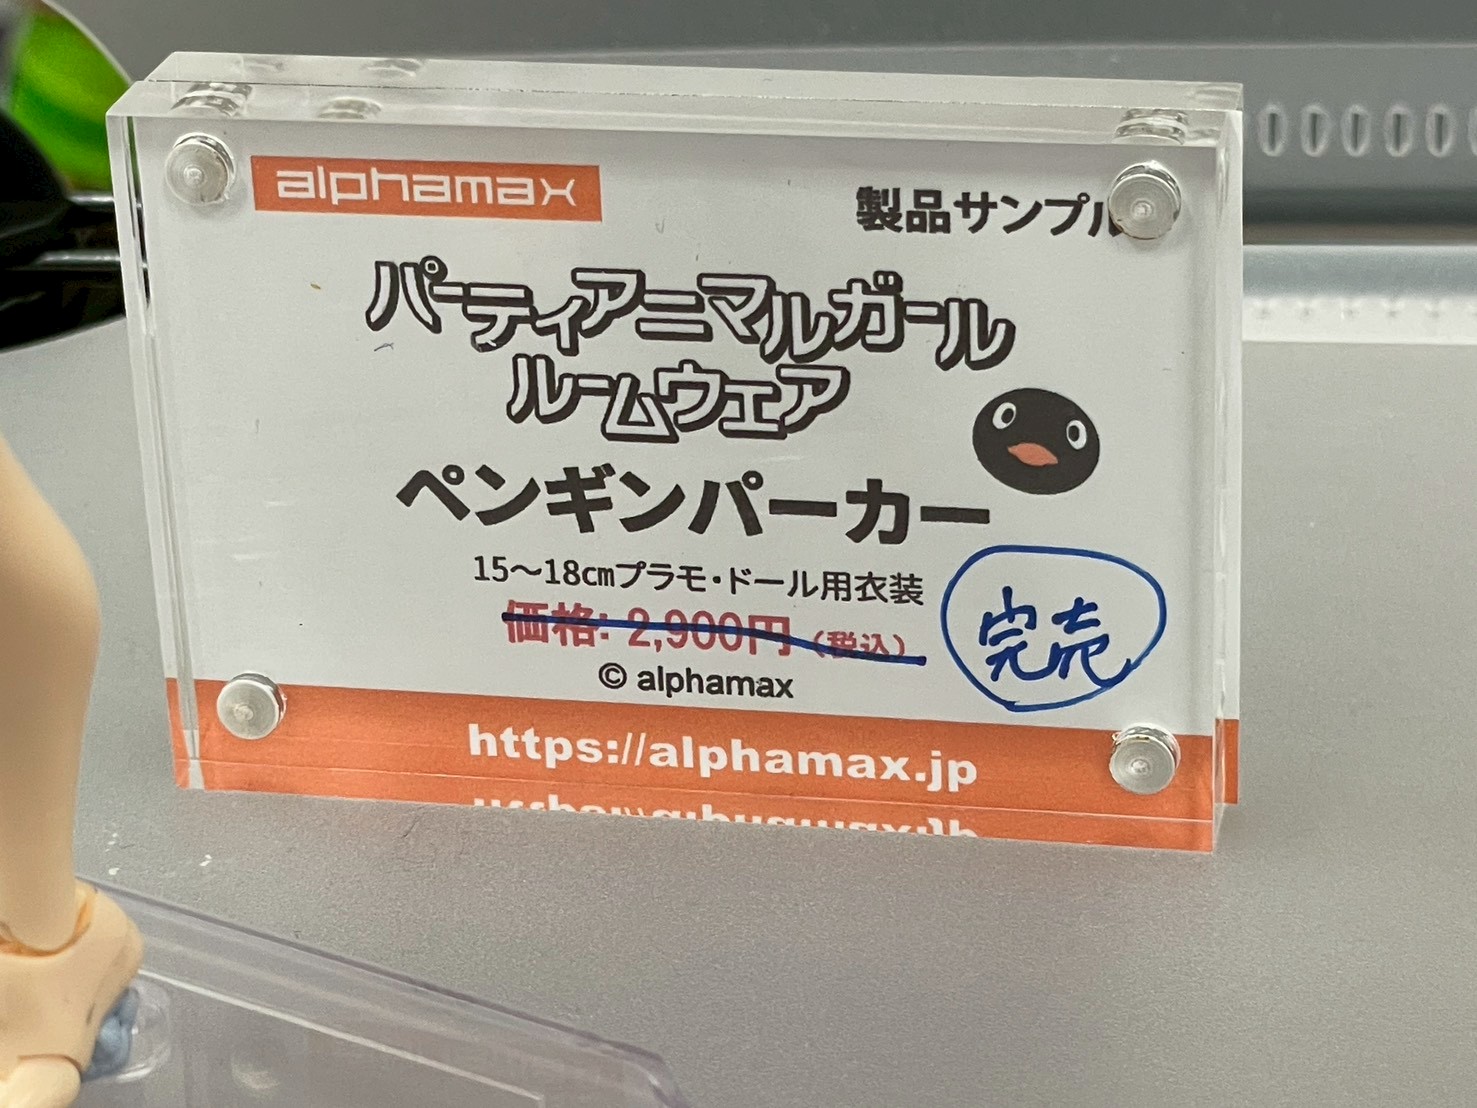 alphamax
製品サンプル
パーティアニマルガール
ルームウェア
ペンギンパーカー
15～18㎝プラモ・ドール用衣装
価格: 2,900円（税込）
完売
© alphamax
https://alphamax.jp